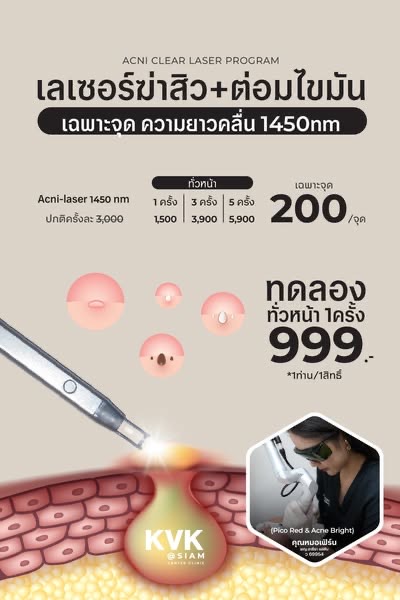 ACNI CLEAR LASER PROGRAM
เลเซอร์ฆ่าสิว+ต่อมไขมัน
เฉพาะจุด ความยาวคลื่น 1450nm
ทั่วหน้า
Acni-laser 1450 nm
1 ครั้ง 3 ครั้ง 5 ครั้ง
ปกติครั้งละ 3,000
1,500 3,900 5,900
เฉพาะจุด
200/จุด
ทดลอง
ทั่วหน้า 1ครั้ง
999.-
*1ท่าน/1สิทธิ์
KVK
@SIAM
CENTER CLINIC
(Pico Red & Acne Bright)
คุณหมอเฟิร์น